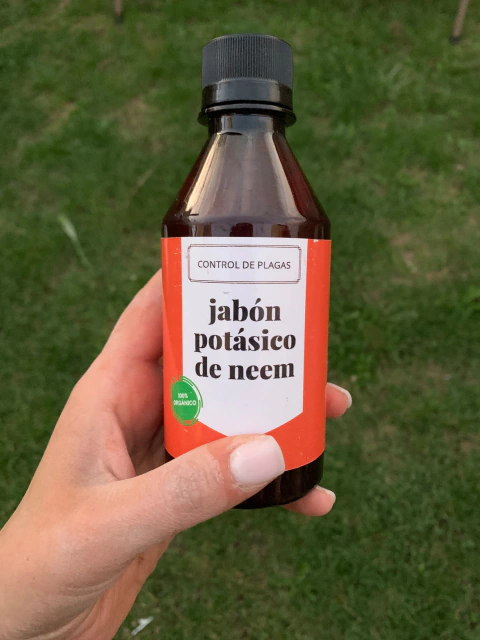 CONTROL DE PLAGAS
jabón
potásico
de neem
100%
ORGÁNICO